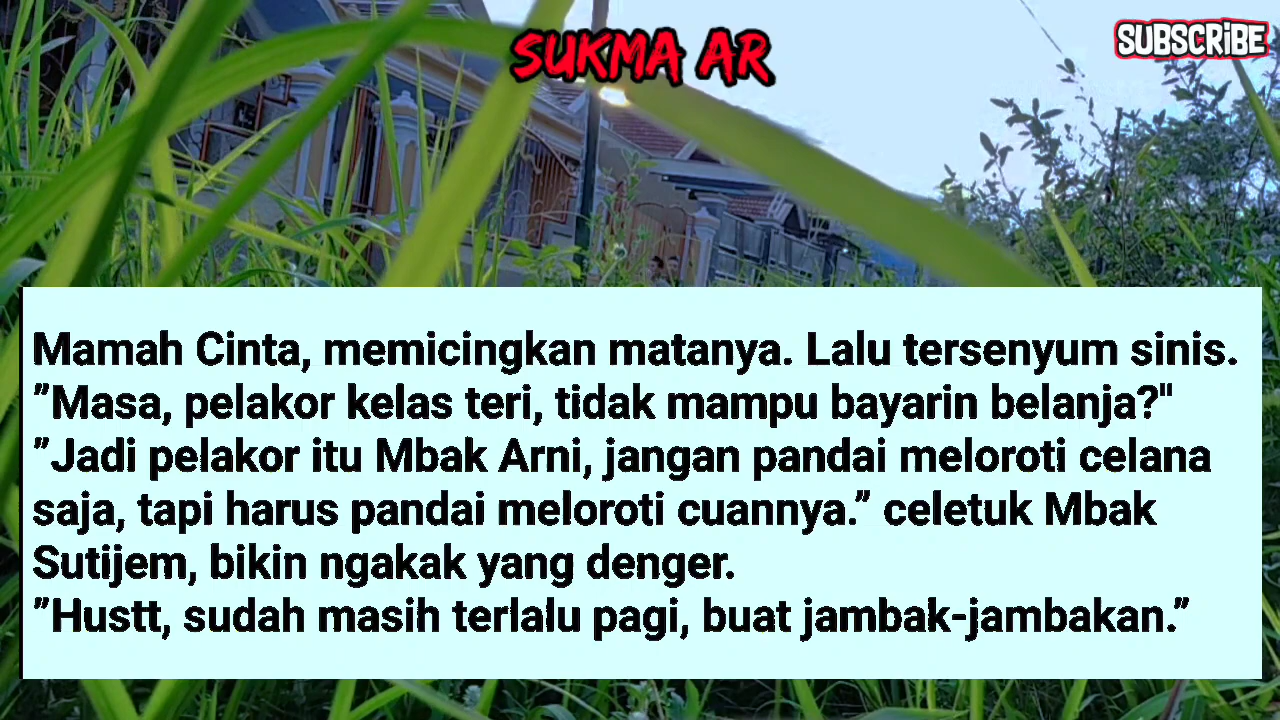 SUKMA AR
SUBSCRiBE
Mamah Cinta, memicingkan matanya. Lalu tersenyum sinis.
”Masa, pelakor kelas teri, tidak mampu bayarin belanja?"
”Jadi pelakor itu Mbak Arni, jangan pandai meloroti celana
saja, tapi harus pandai meloroti cuannya.” celetuk Mbak
Sutijem, bikin ngakak yang denger.
”Hustt, sudah masih terlalu pagi, buat jambak-jambakan.”